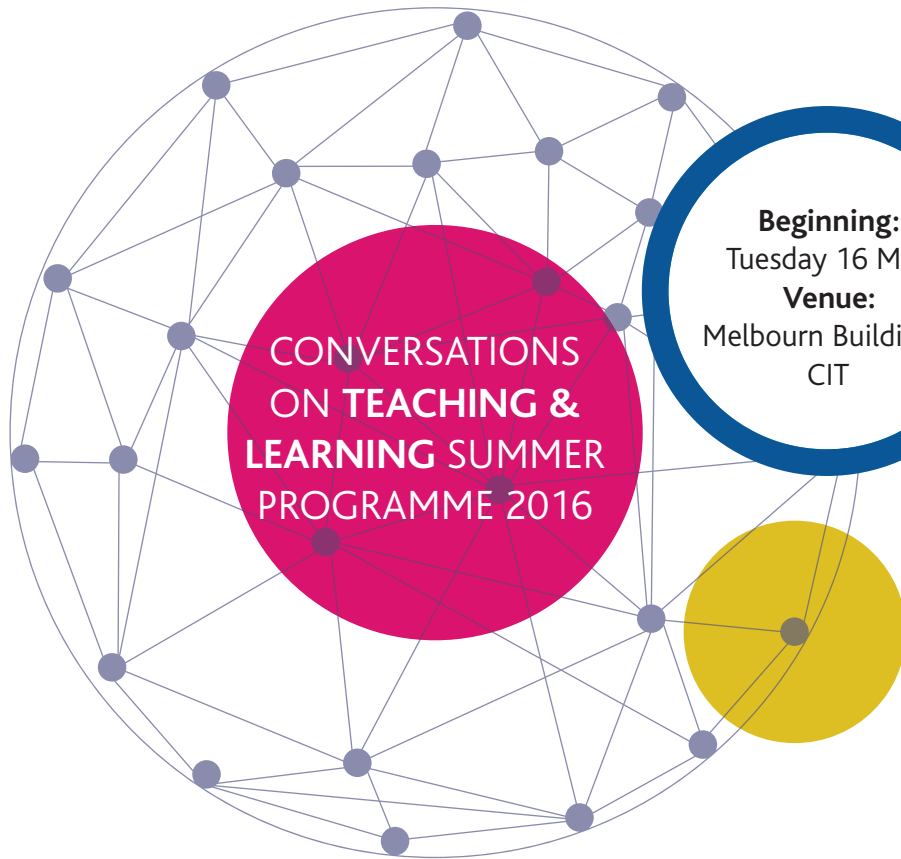 CONVERSATIONS
ON TEACHING &
LEARNING SUMMER
PROGRAMME 2016
Beginning:
Tuesday 16 M
Venue:
Melbourn Buildi
CIT